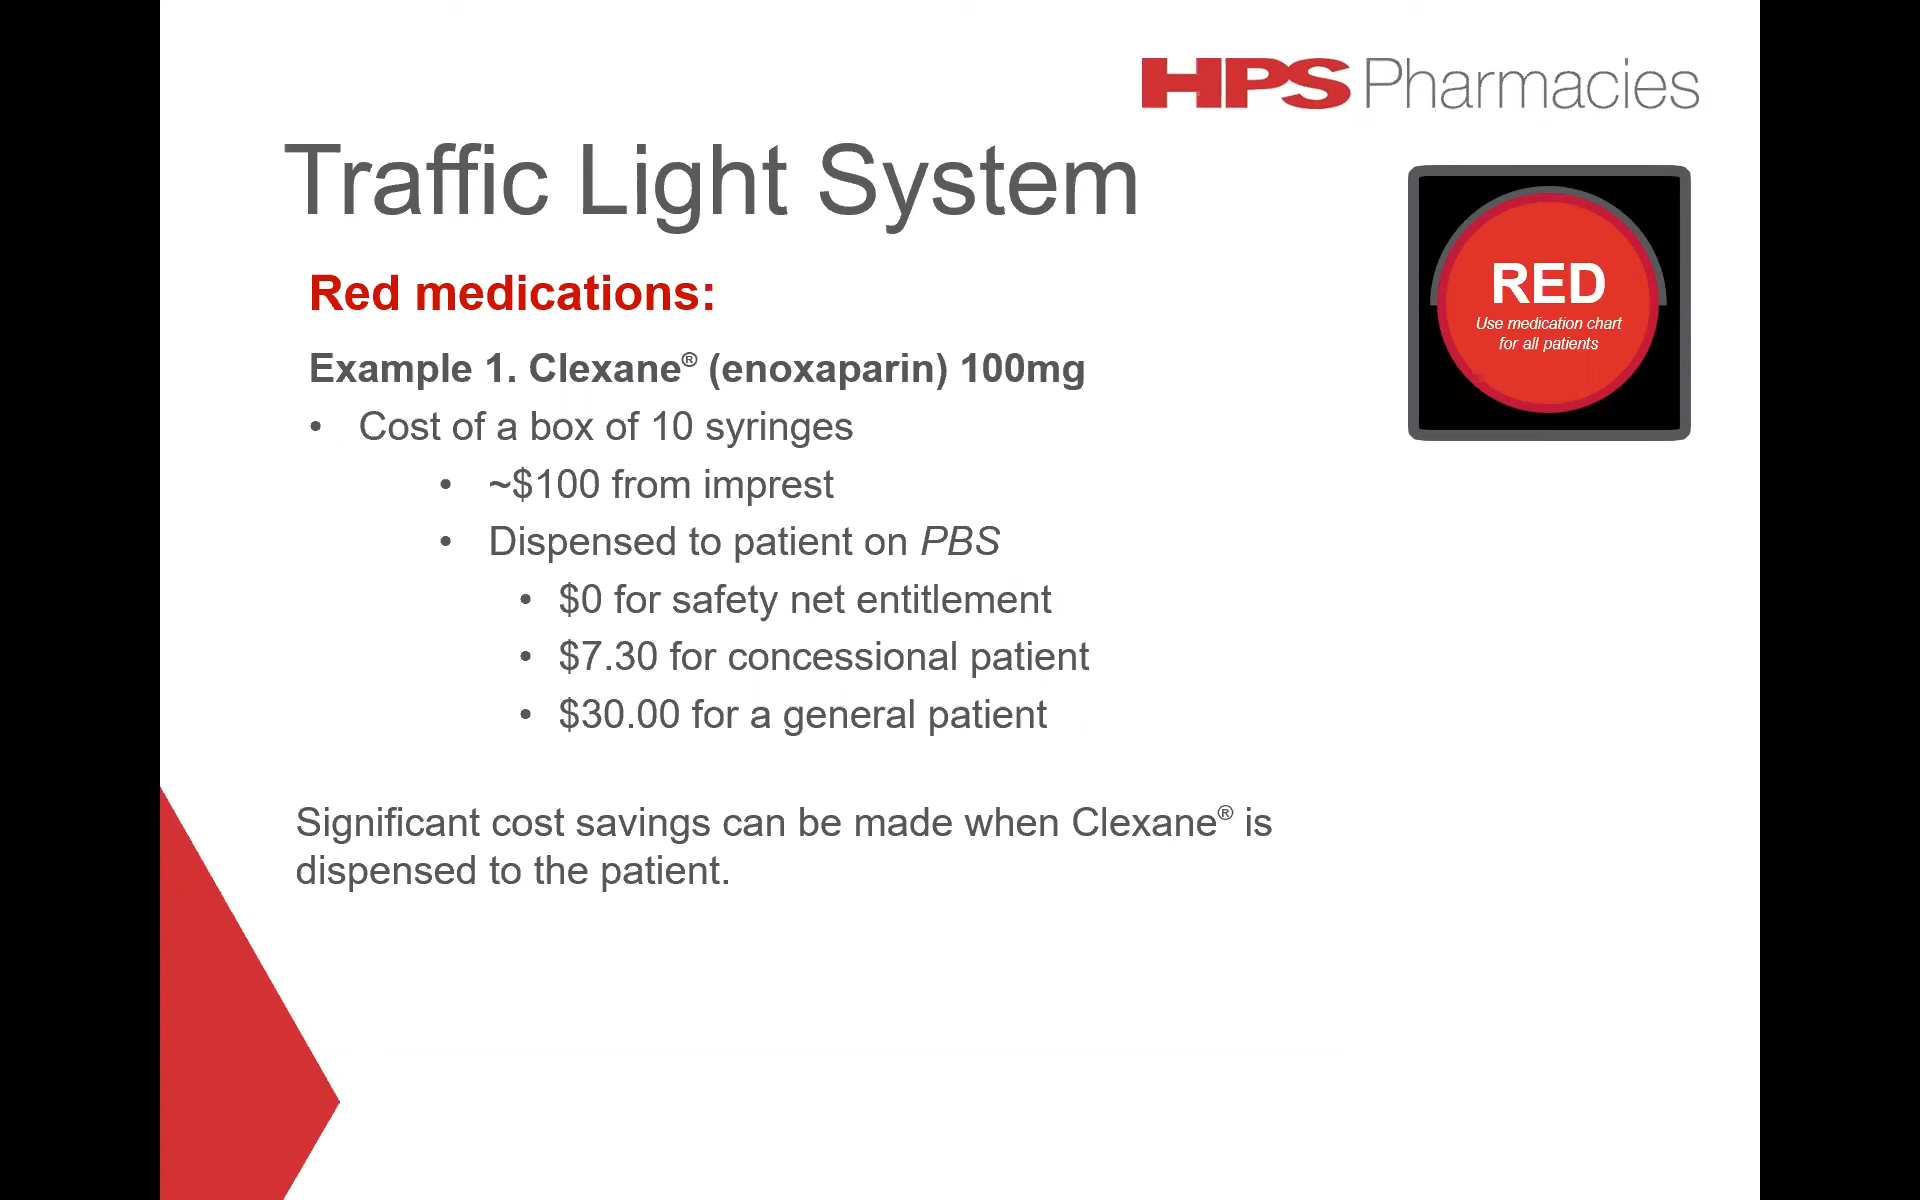 HPS Pharmacies
Traffic Light System
RED
Use medication chart
for all patients
Red medications:
Example 1. Clexane® (enoxaparin) 100mg
• Cost of a box of 10 syringes
• ~$100 from imprest
• Dispensed to patient on PBS
• $0 for safety net entitlement
• $7.30 for concessional patient
• $30.00 for a general patient
Significant cost savings can be made when Clexane® is
dispensed to the patient.